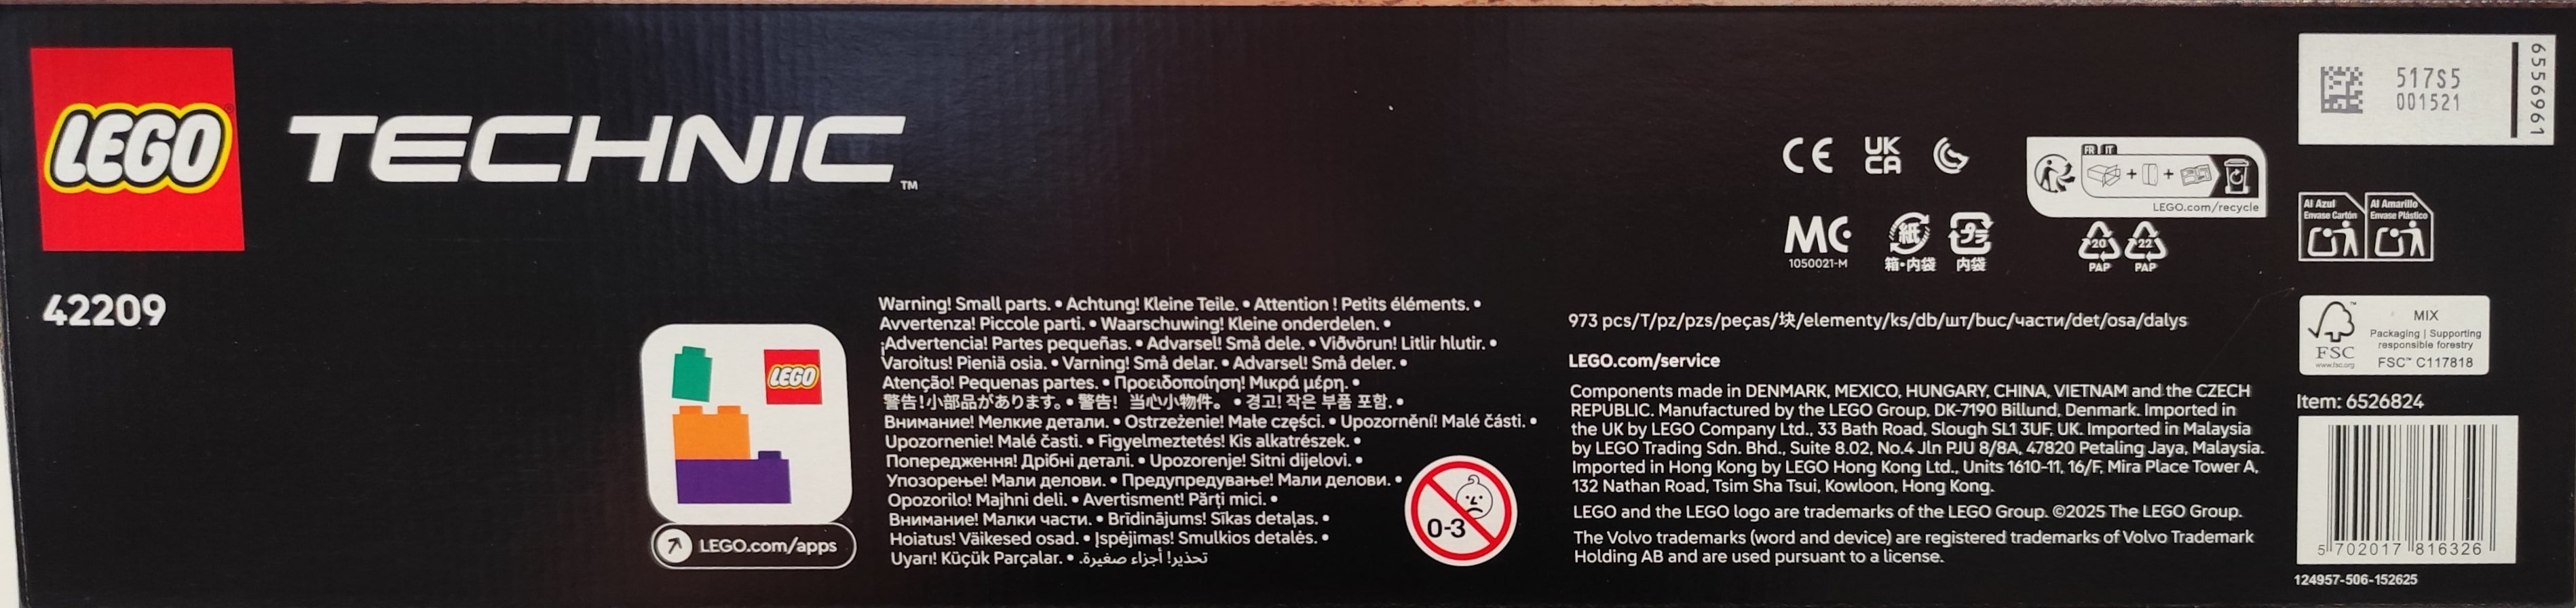 LEGO
TECHNIC™
42209
LEGO
LEGO.com/apps
Warning! Small parts. • Achtung! Kleine Teile. • Attention ! Petits éléments. •
Avvertenza! Piccole parti. • Waarschuwing! Kleine onderdelen. •
¡Advertencia! Partes pequeñas. • Advarsel! Små dele. • Viðvörun! Litlir hlutir. •
Varoitus! Pieniä osia. • Varning! Små delar. • Advarsel! Små deler. •
Atenção! Pequenas partes. • Προειδοποίηση! Μικρά μέρη. •
警告!小部品があります。 • 警告! 当心小物件。 • 경고! 작은 부품 포함. •
Внимание! Мелкие детали. • Ostrzeżenie! Małe części. • Upozornění! Malé části. •
Upozornenie! Malé časti. • Figyelmeztetés! Kis alkatrészek. •
Попередження! Дрібні деталі. • Upozorenje! Sitni dijelovi. •
Упозорење! Мали делови. • Предупредување! Мали делови. •
Opozorilo! Majhni deli. • Avertisment! Părți mici. •
Внимание! Малки части. • Brīdinājums! Sīkas detaļas. •
Hoiatus! Väikesed osad. • Įspėjimas! Smulkios detalės. •
Uyarı! Küçük Parçalar. • تحذير! أجزاء صغيرة.
0-3
CE
UK
CA
MC
1050021-M
紙
箱・内袋
プラ
内袋
FR IT
LEGO.com/recycle
20
PAP
22
PAP
973 pcs/T/pz/pzs/peças/块/elementy/ks/db/шт/buc/части/det/osa/dalys
LEGO.com/service
Components made in DENMARK, MEXICO, HUNGARY, CHINA, VIETNAM and the CZECH
REPUBLIC. Manufactured by the LEGO Group, DK-7190 Billund, Denmark. Imported in
the UK by LEGO Company Ltd., 33 Bath Road, Slough SL1 3UF, UK. Imported in Malaysia
by LEGO Trading Sdn. Bhd., Suite 8.02, No.4 Jln PJU 8/8A, 47820 Petaling Jaya, Malaysia.
Imported in Hong Kong by LEGO Hong Kong Ltd., Units 1610-11, 16/F, Mira Place Tower A,
132 Nathan Road, Tsim Sha Tsui, Kowloon, Hong Kong.
LEGO and the LEGO logo are trademarks of the LEGO Group. ©2025 The LEGO Group.
The Volvo trademarks (word and device) are registered trademarks of Volvo Trademark
Holding AB and are used pursuant to a license.
517S5
001521
6556961
Al Azul
Envase Cartón
Al Amarillo
Envase Plástico
FSC
www.fsc.org
MIX
Packaging | Supporting
responsible forestry
FSC™ C117818
Item: 6526824
5 702017 816326
124957-506-152625